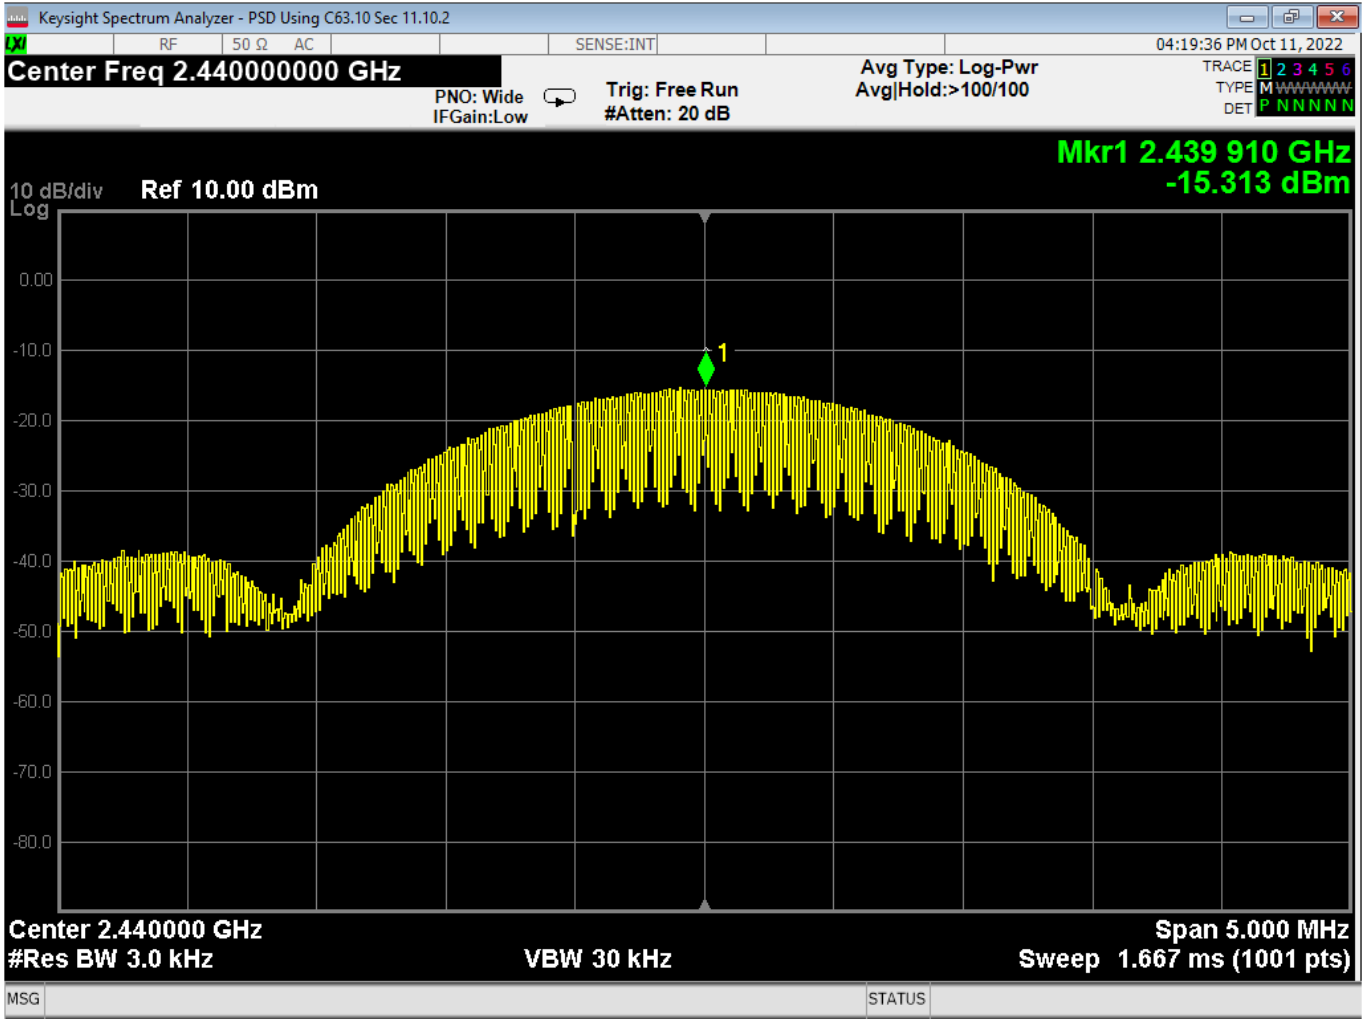 Keysight Spectrum Analyzer - PSD Using C63.10 Sec 11.10.2
LXI RF 50 Ω AC SENSE:INT 04:19:36 PM Oct 11, 2022
Center Freq 2.440000000 GHz
PNO: Wide
IFGain:Low
Trig: Free Run
#Atten: 20 dB
Avg Type: Log-Pwr
Avg|Hold:>100/100
TRACE 1 2 3 4 5 6
TYPE M W W W W W
DET P N N N N N
Mkr1 2.439 910 GHz
-15.313 dBm
10 dB/div Ref 10.00 dBm
Log
1
0.00
-10.0
-20.0
-30.0
-40.0
-50.0
-60.0
-70.0
-80.0
Center 2.440000 GHz Span 5.000 MHz
#Res BW 3.0 kHz VBW 30 kHz Sweep 1.667 ms (1001 pts)
MSG STATUS